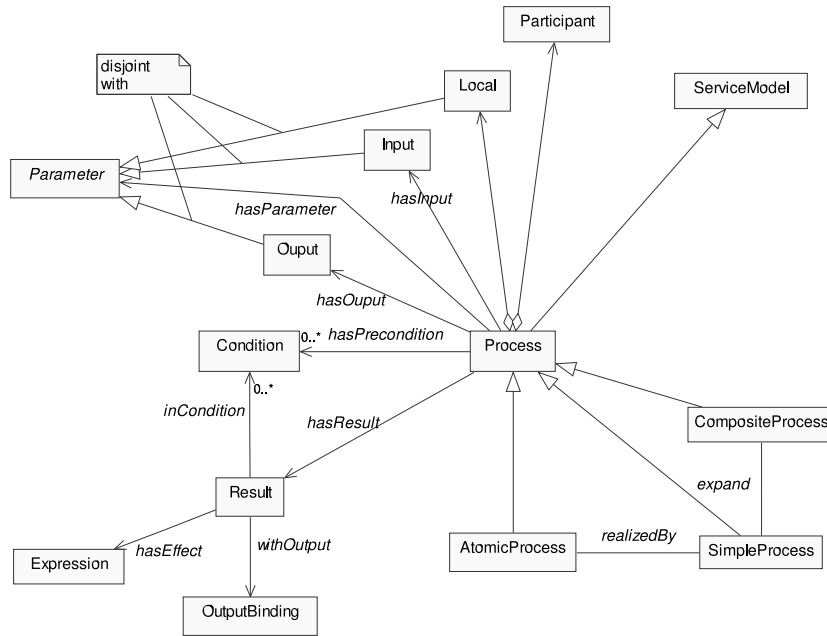 Participant
disjoint
with
Local
ServiceModel
Input
Parameter
hasInput
hasParameter
Ouput
hasOuput
Condition
0..*
hasPrecondition
Process
0..*
inCondition
hasResult
CompositeProcess
Result
expand
hasEffect
withOutput
realizedBy
AtomicProcess
SimpleProcess
Expression
OutputBinding